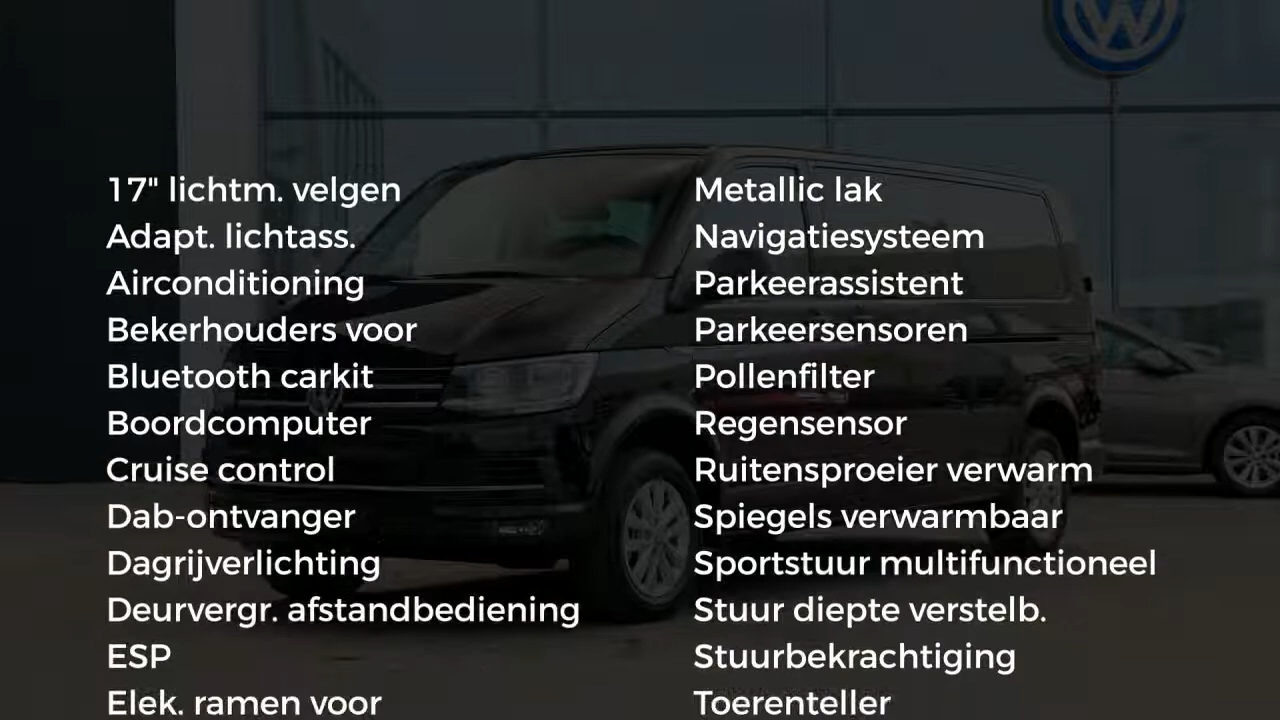 17" lichtm. velgen
Adapt. lichtass.
Airconditioning
Bekerhouders voor
Bluetooth carkit
Boordcomputer
Cruise control
Dab-ontvanger
Dagrijverlichting
Deurvergr. afstandbediening
ESP
Elek. ramen voor
Metallic lak
Navigatiesysteem
Parkeerassistent
Parkeersensoren
Pollenfilter
Regensensor
Ruitensproeier verwarm
Spiegels verwarmbaar
Sportstuur multifunctioneel
Stuur diepte verstelb.
Stuurbekrachtiging
Toerenteller